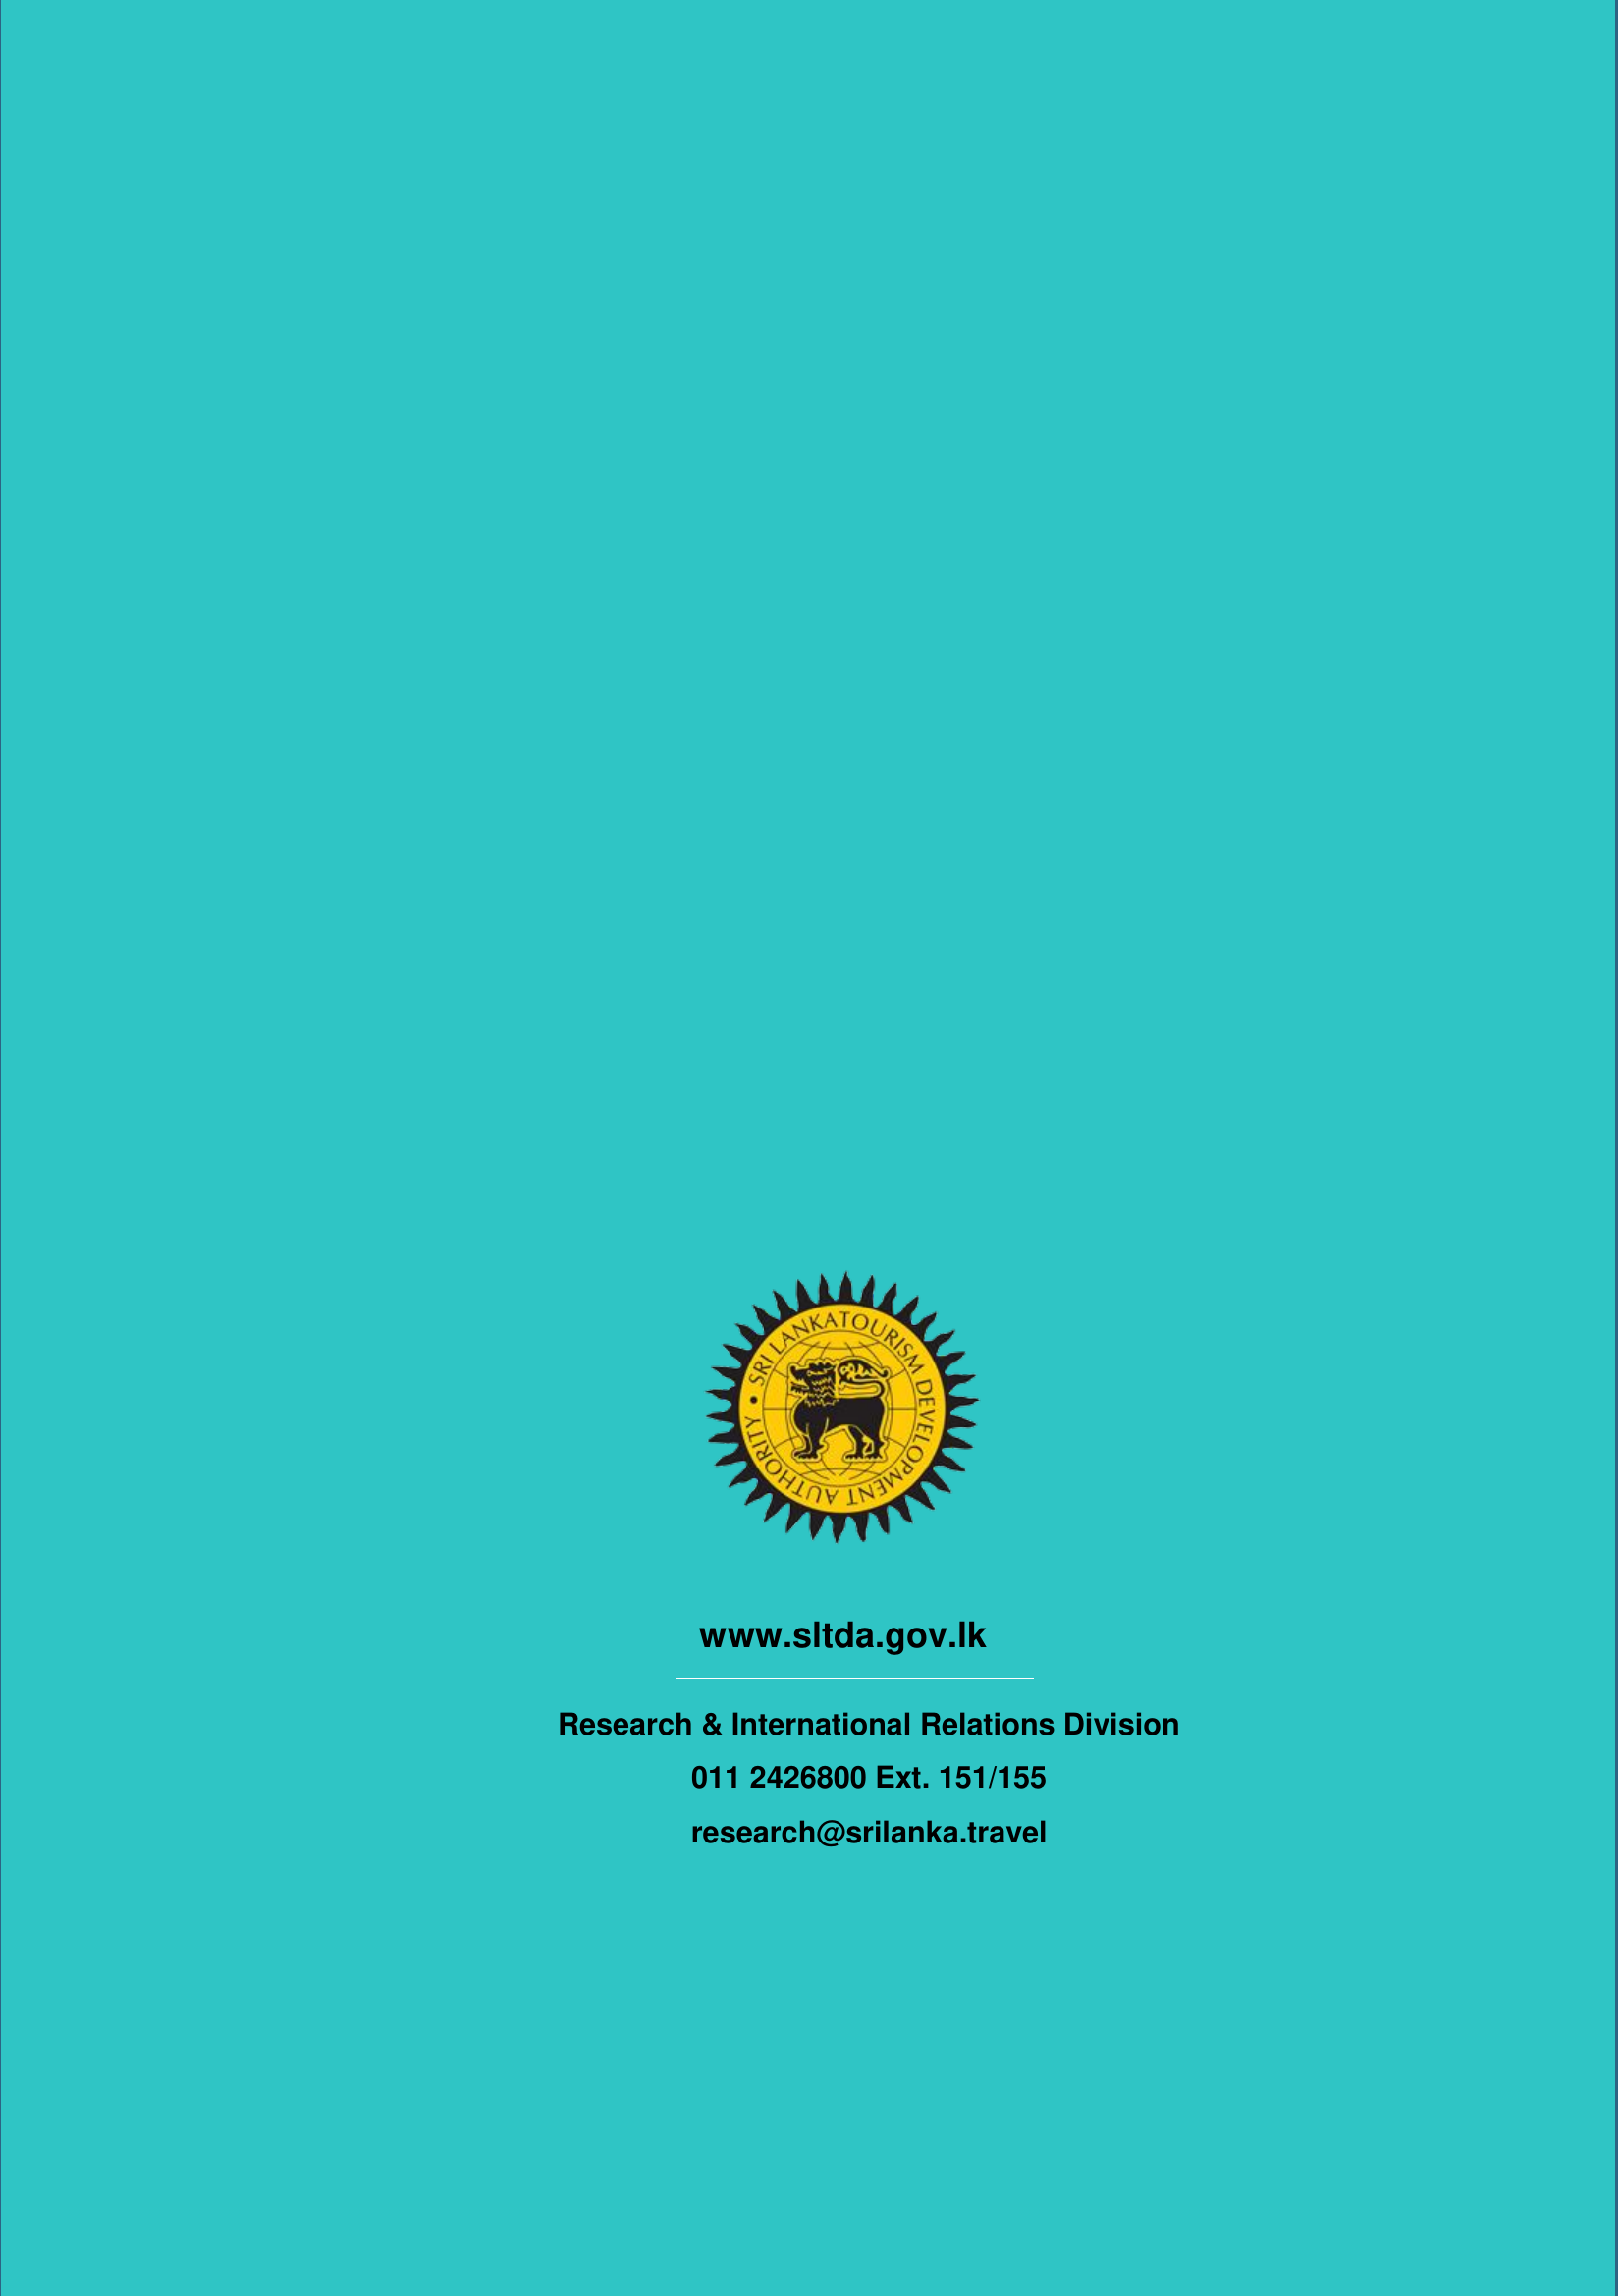 SRI LANKA TOURISM DEVELOPMENT AUTHORITY •
www.sltda.gov.lk
Research & International Relations Division
011 2426800 Ext. 151/155
research@srilanka.travel